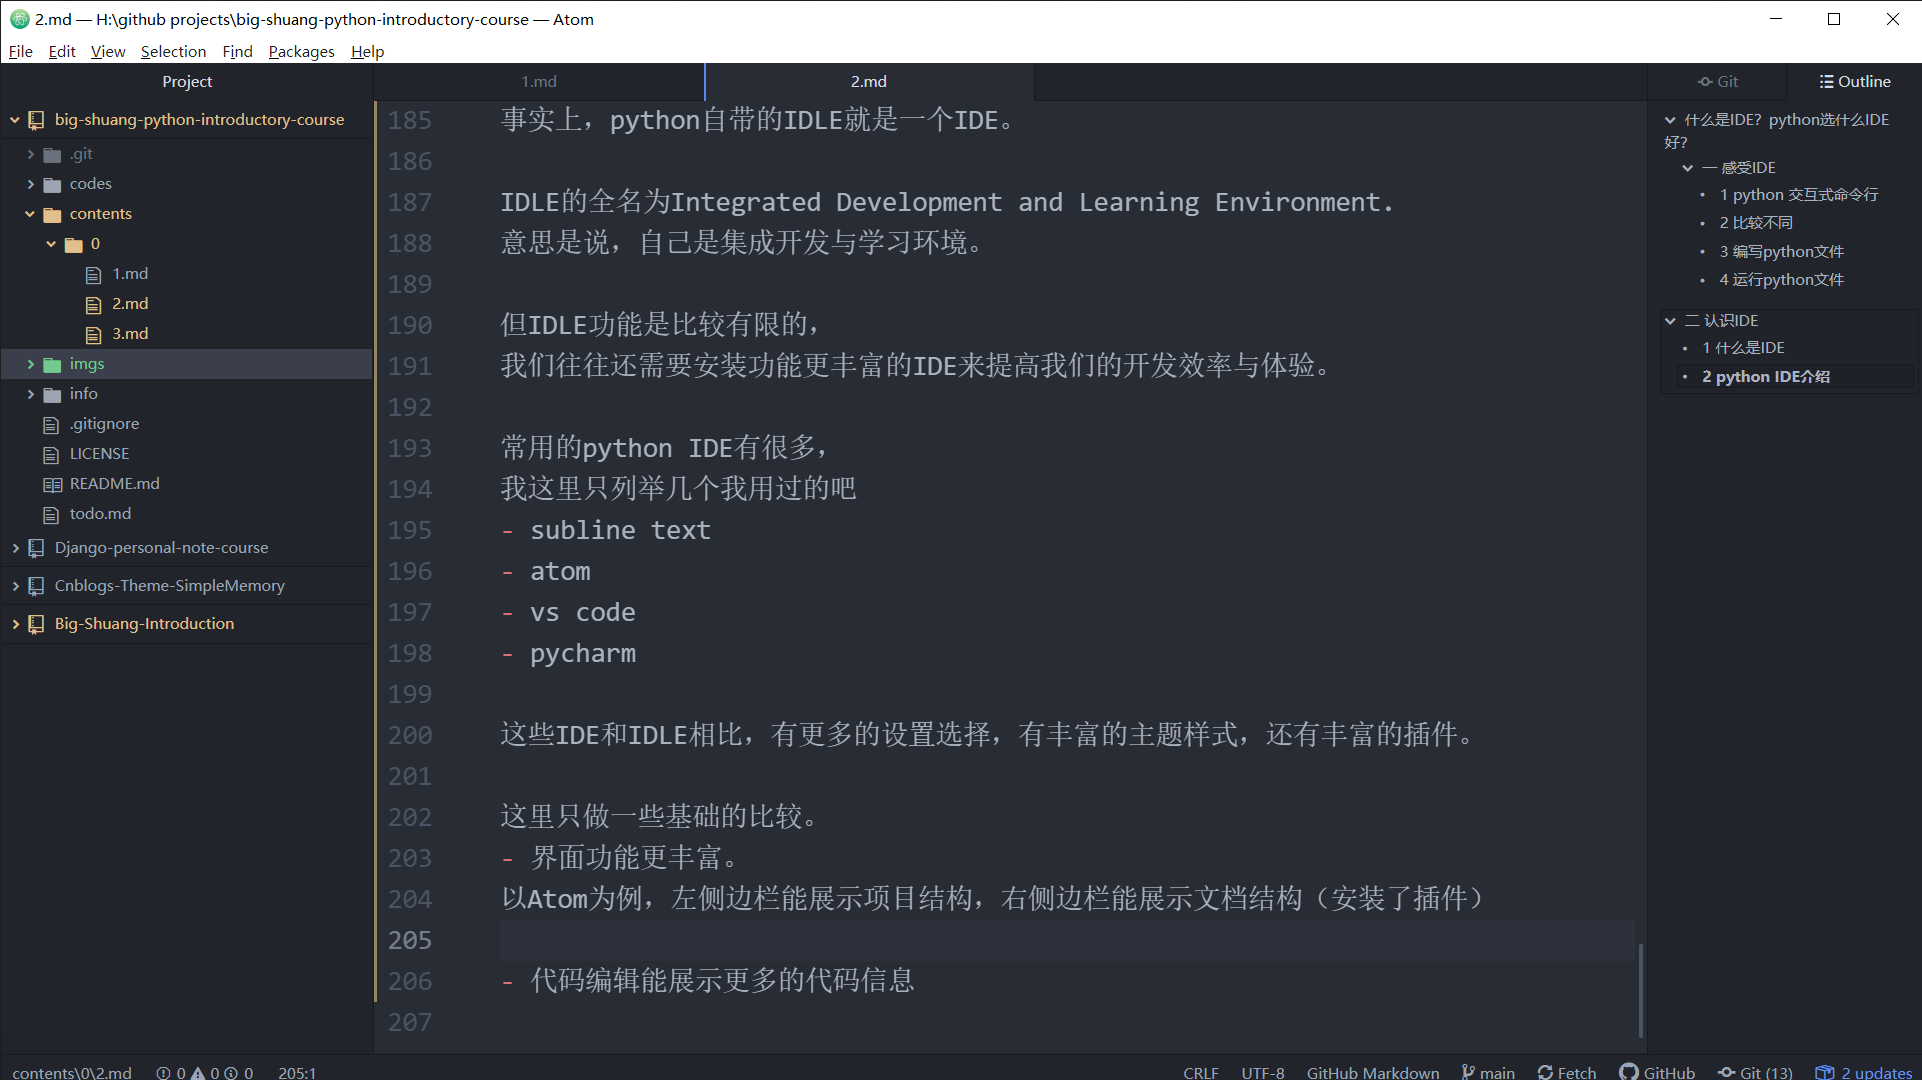 2.md — H:\github projects\big-shuang-python-introductory-course — Atom
File Edit View Selection Find Packages Help
Project
1.md
2.md
Git
Outline
big-shuang-python-introductory-course
.git
codes
contents
0
1.md
2.md
3.md
imgs
info
.gitignore
LICENSE
README.md
todo.md
Django-personal-note-course
Cnblogs-Theme-SimpleMemory
Big-Shuang-Introduction
185 事实上，python自带的IDLE就是一个IDE。
186
187 IDLE的全名为Integrated Development and Learning Environment.
188 意思是说，自己是集成开发与学习环境。
189
190 但IDLE功能是比较有限的，
191 我们往往还需要安装功能更丰富的IDE来提高我们的开发效率与体验。
192
193 常用的python IDE有很多，
194 我这里只列举几个我用过的吧
195 - subline text
196 - atom
197 - vs code
198 - pycharm
199
200 这些IDE和IDLE相比，有更多的设置选择，有丰富的主题样式，还有丰富的插件。
201
202 这里只做一些基础的比较。
203 - 界面功能更丰富。
204 以Atom为例，左侧边栏能展示项目结构，右侧边栏能展示文档结构（安装了插件）
205
206 - 代码编辑能展示更多的代码信息
207
什么是IDE？python选什么IDE
好？
一 感受IDE
1 python 交互式命令行
2 比较不同
3 编写python文件
4 运行python文件
二 认识IDE
1 什么是IDE
2 python IDE介绍
contents\0\2.md 0 0 0 205:1
CRLF UTF-8 GitHub Markdown main Fetch GitHub Git (13) 2 updates